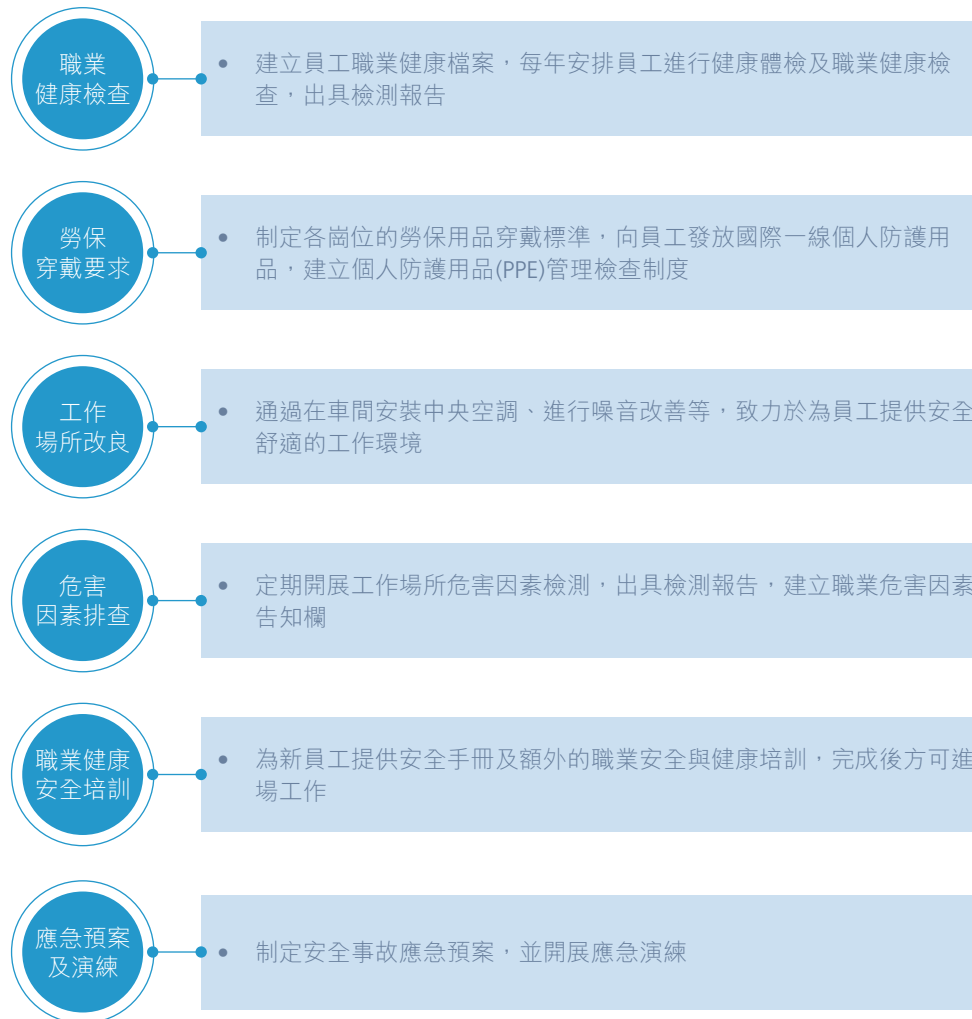 職業
健康檢查
• 建立員工職業健康檔案，每年安排員工進行健康體檢及職業健康檢
查，出具檢測報告
勞保
穿戴要求
• 制定各崗位的勞保用品穿戴標準，向員工發放國際一線個人防護用
品，建立個人防護用品(PPE)管理檢查制度
工作
場所改良
• 通過在車間安裝中央空調、進行噪音改善等，致力於為員工提供安全
舒適的工作環境
危害
因素排查
• 定期開展工作場所危害因素檢測，出具檢測報告，建立職業危害因素
告知欄
職業健康
安全培訓
• 為新員工提供安全手冊及額外的職業安全與健康培訓，完成後方可進
場工作
應急預案
及演練
• 制定安全事故應急預案，並開展應急演練